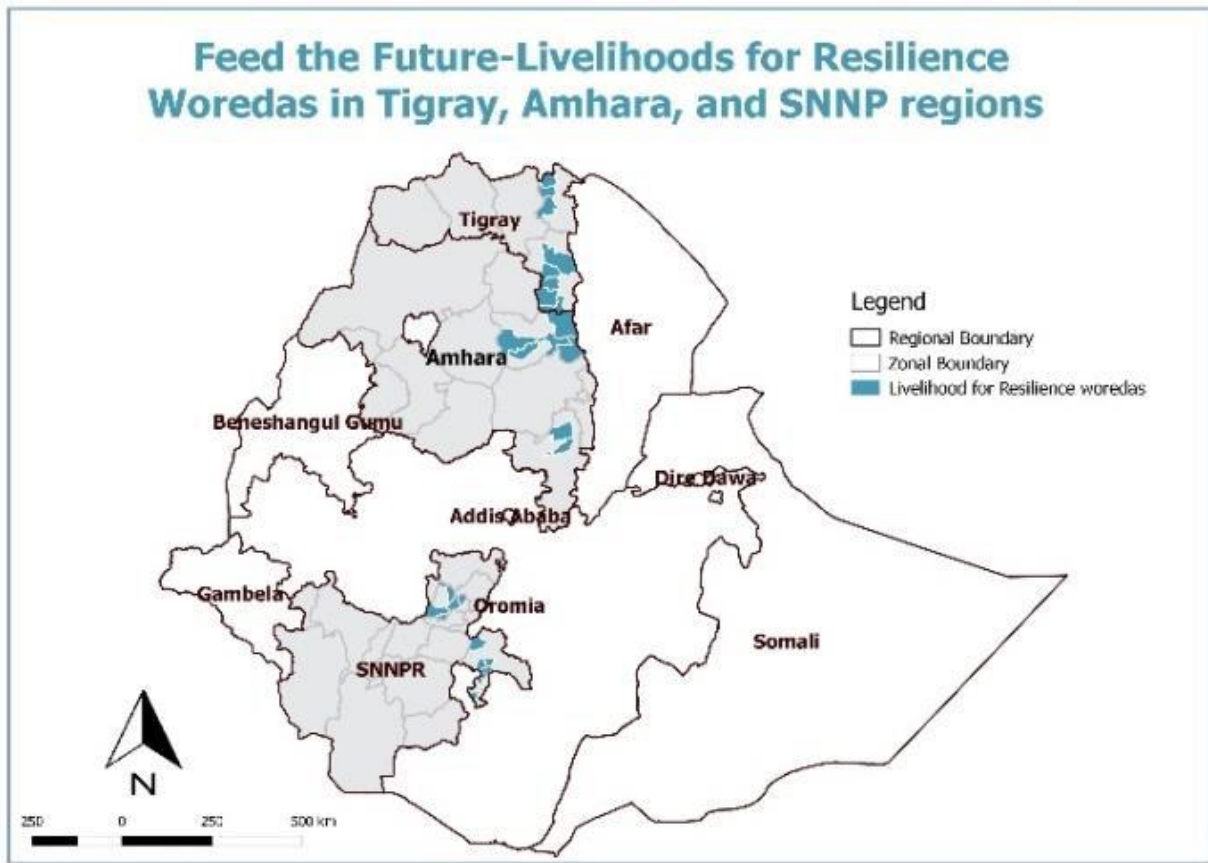 Feed the Future-Livelihoods for Resilience
Woredas in Tigray, Amhara, and SNNP regions
Tigray
Afar
Legend
Regional Boundary
Zonal Boundary
Livelihood for Resilience woredas
Amhara
Beneshangul Gumu
Dire Dawa
Addis Ababa
Gambela
Oromia
Somali
SNNPR
N
250 0 250 500 km